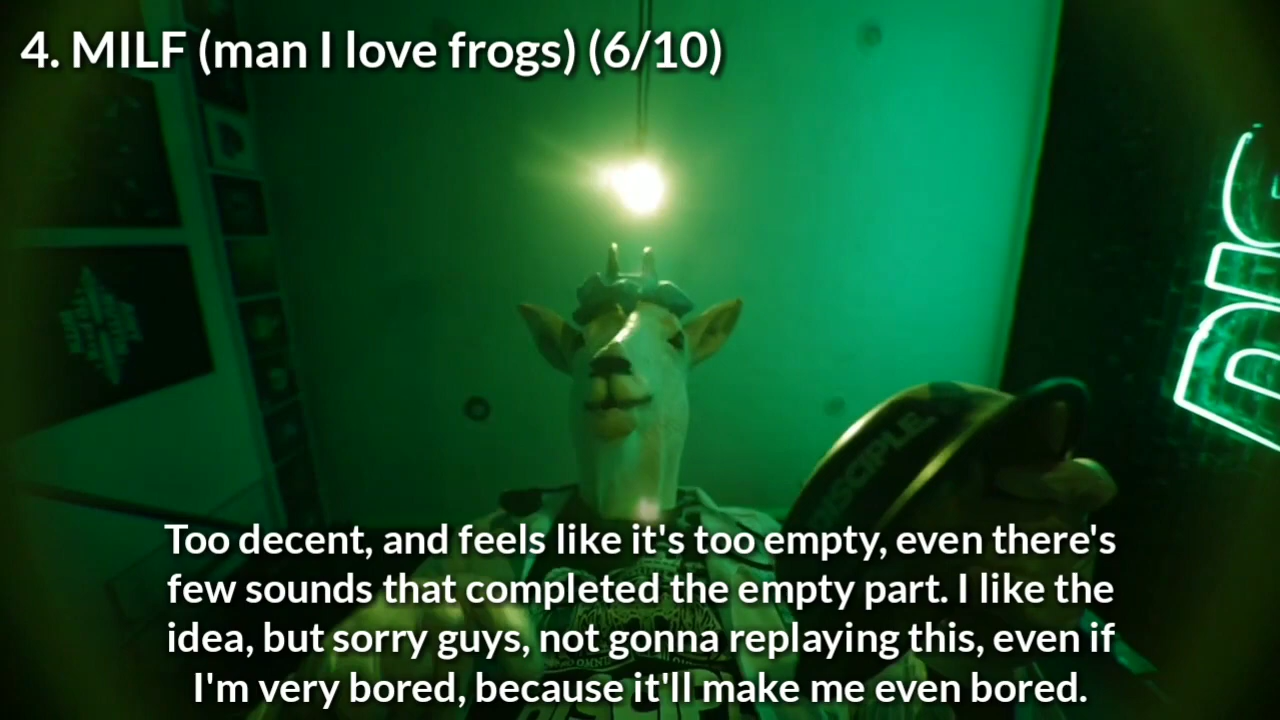 4. MILF (man I love frogs) (6/10)
DISCIPLE.
Too decent, and feels like it's too empty, even there's
few sounds that completed the empty part. I like the
idea, but sorry guys, not gonna replaying this, even if
I'm very bored, because it'll make me even bored.